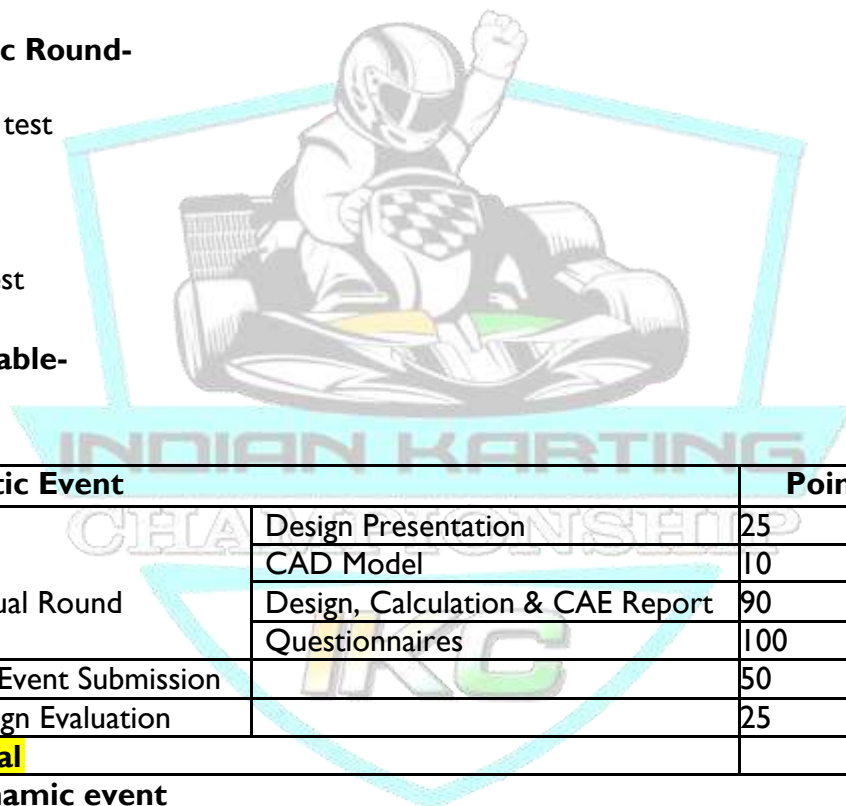 c Round-
test
st
able-
INDIAN KARTING
CHAMPIONSHIP
IKC
tic Event Poin
Design Presentation 25
CAD Model 10
ual Round Design, Calculation & CAE Report 90
Questionnaires 100
Event Submission 50
gn Evaluation 25
al
namic event